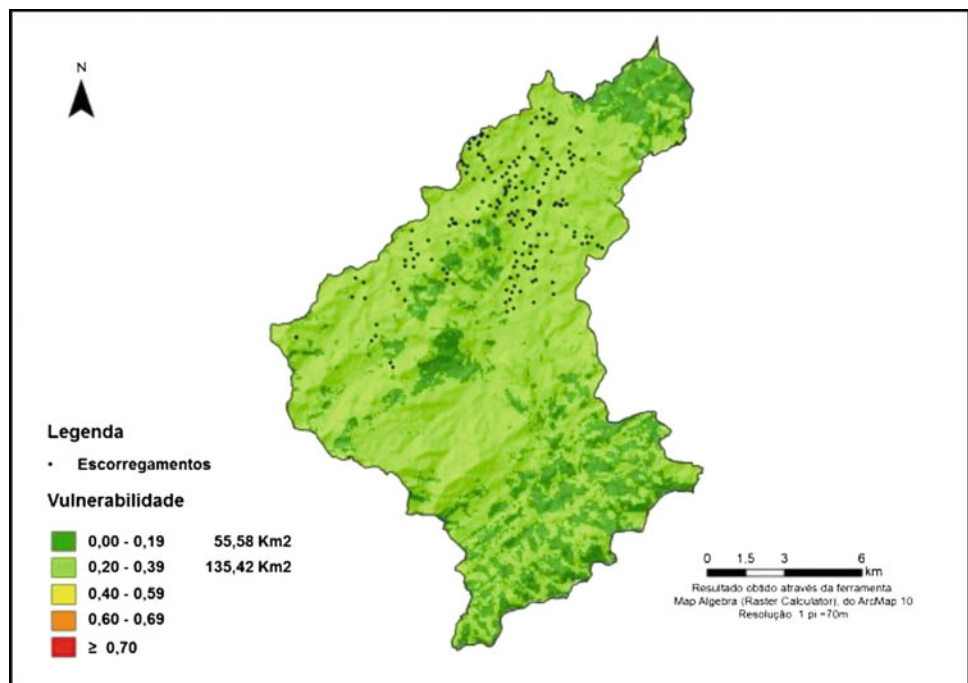 N
Legenda
Escorregamentos
Vulnerabilidade
0,00 - 0,19 55,58 Km2
0,20 - 0,39 135,42 Km2
0,40 - 0,59
0,60 - 0,69
≥ 0,70
0 1,5 3 6
km
Resultado obtido através da ferramenta
Map Algebra (Raster Calculator), do ArcMap 10
Resolução 1 pi =70m